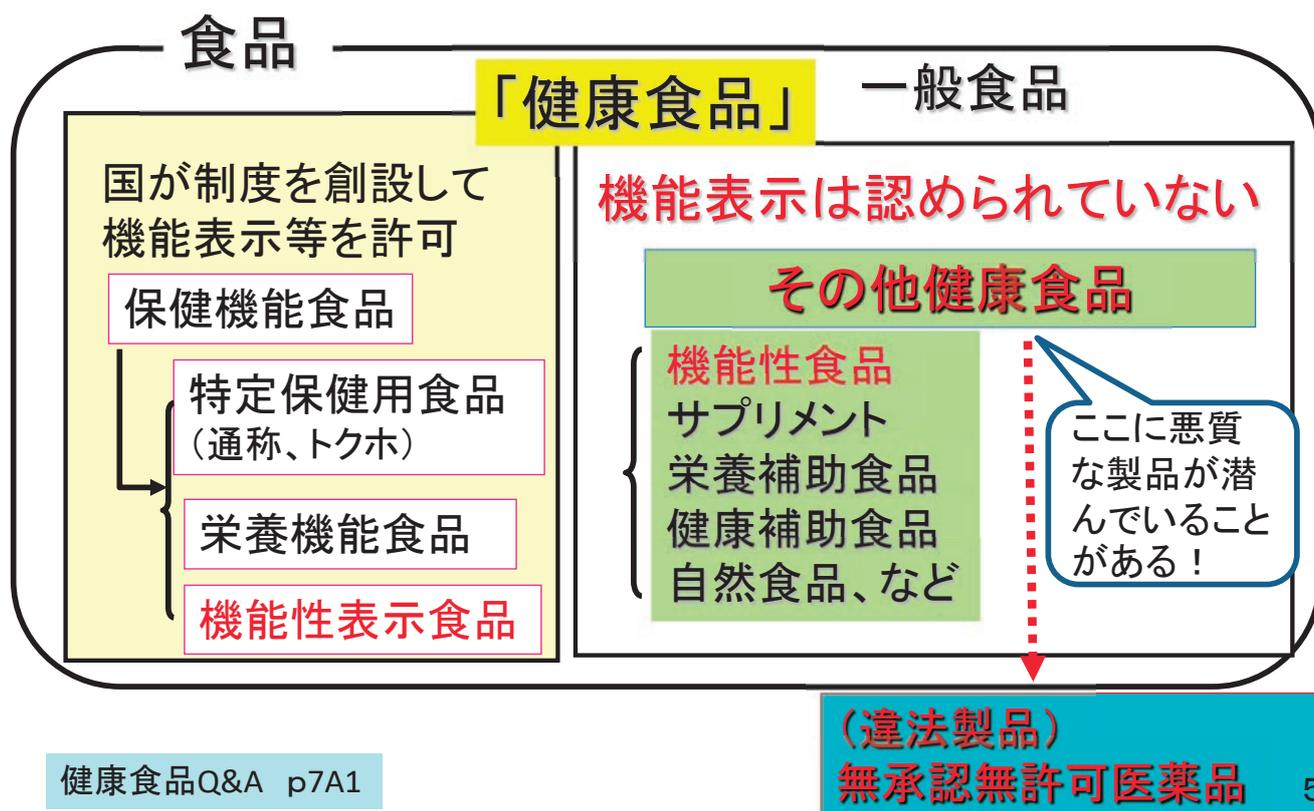 食品
「健康食品」
一般食品
国が制度を創設して
機能表示等を許可
保健機能食品
特定保健用食品
（通称、トクホ）
栄養機能食品
機能性表示食品
機能表示は認められていない
その他健康食品
機能性食品
サプリメント
栄養補助食品
健康補助食品
自然食品、など
ここに悪質
な製品が潜
んでいること
がある！
（違法製品）
無承認無許可医薬品
健康食品Q&A p7A1
5